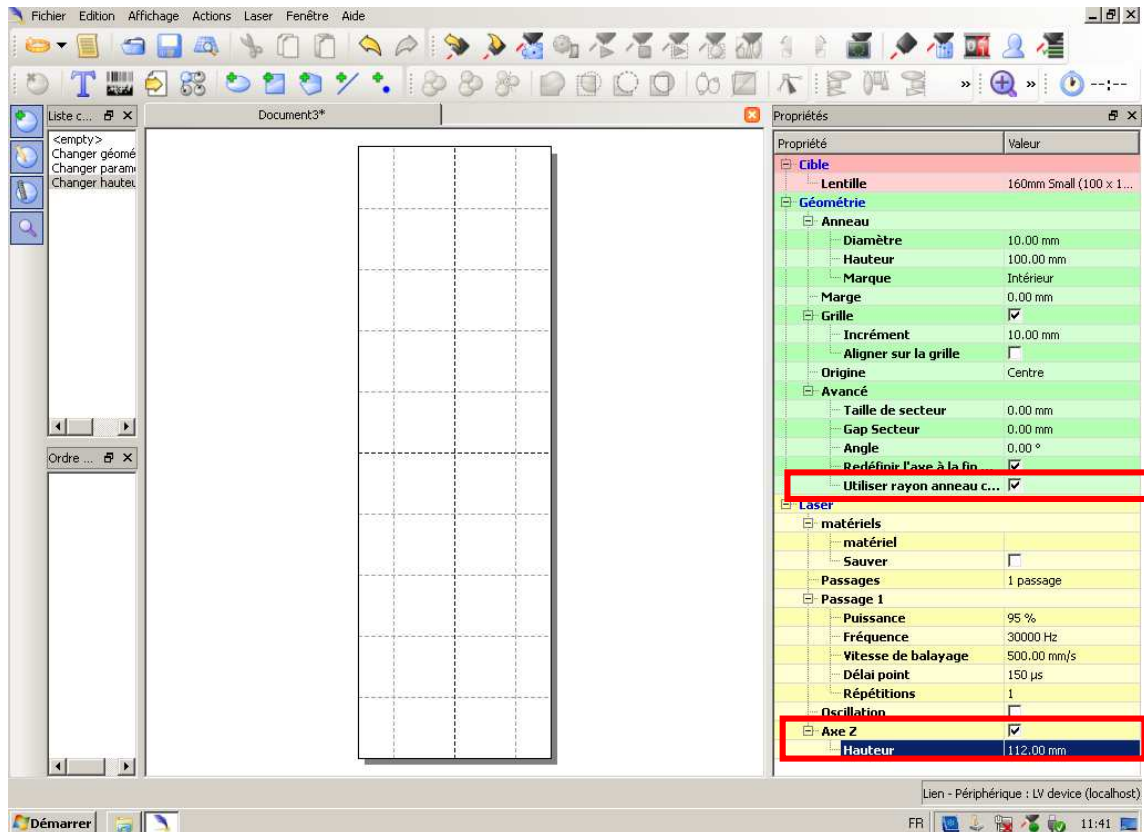 Fichier Edition Affichage Actions Laser Fenêtre Aide
--:--
Liste c...
Document3*
Propriétés
<empty>
Changer géomé
Changer param
Changer hauteu
Ordre ...
Propriété Valeur
Cible
Lentille 160mm Small (100 x 1...
Géométrie
Anneau
Diamètre 10.00 mm
Hauteur 100.00 mm
Marque Intérieur
Marge 0.00 mm
Grille
Incrément 10.00 mm
Aligner sur la grille
Origine Centre
Avancé
Taille de secteur 0.00 mm
Gap Secteur 0.00 mm
Angle 0.00 °
Redéfinir l'axe à la fin ...
Utiliser rayon anneau c...
Laser
matériels
matériel
Sauver
Passages 1 passage
Passage 1
Puissance 95 %
Fréquence 30000 Hz
Vitesse de balayage 500.00 mm/s
Délai point 150 µs
Répétitions 1
Oscillation
Axe Z
Hauteur 112.00 mm
Lien - Périphérique : LV device (localhost)
Démarrer
FR 11:41